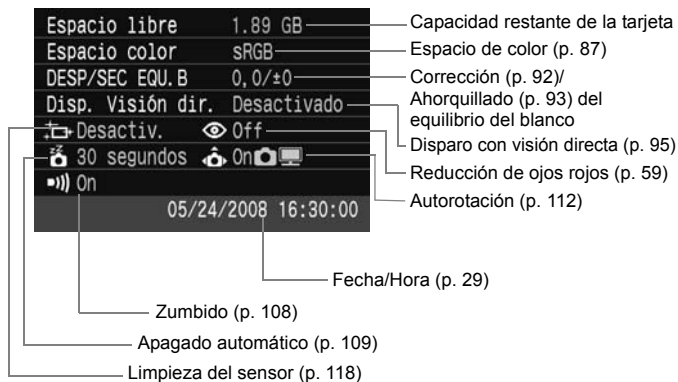 Espacio libre 1.89 GB
Espacio color sRGB
DESP/SEC EQU.B 0,0/±0
Disp. Visión dir. Desactivado
Desactiv. Off
30 segundos On
On
05/24/2008 16:30:00
Capacidad restante de la tarjeta
Espacio de color (p. 87)
Corrección (p. 92)/
Ahorquillado (p. 93) del
equilibrio del blanco
Disparo con visión directa (p. 95)
Reducción de ojos rojos (p. 59)
Autorotación (p. 112)
Fecha/Hora (p. 29)
Zumbido (p. 108)
Apagado automático (p. 109)
Limpieza del sensor (p. 118)